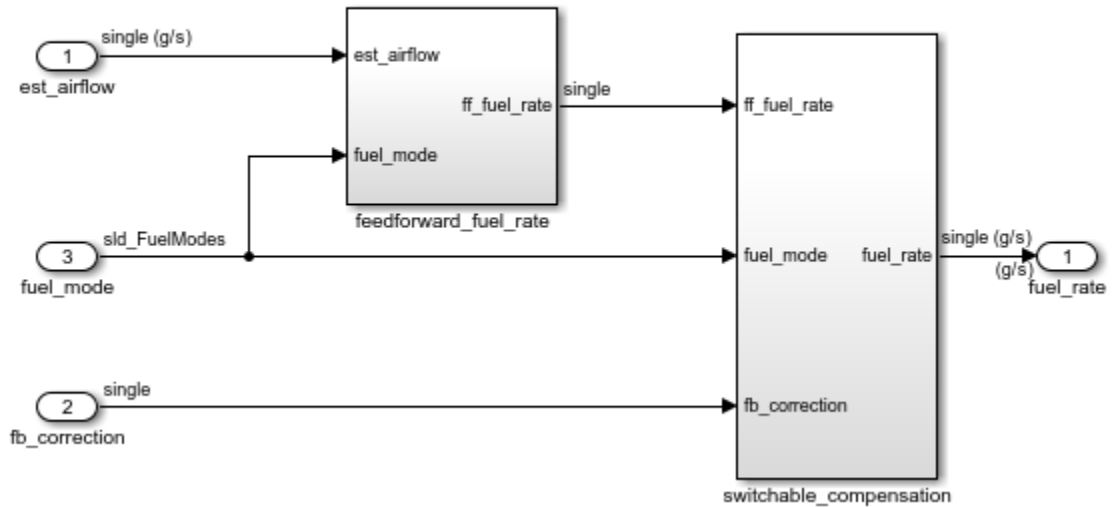 single (g/s)
1
est_airflow
est_airflow
ff_fuel_rate
fuel_mode
feedforward_fuel_rate
single
ff_fuel_rate
sld_FuelModes
3
fuel_mode
fuel_mode
fuel_rate
single (g/s)
(g/s)
1
fuel_rate
single
2
fb_correction
fb_correction
switchable_compensation